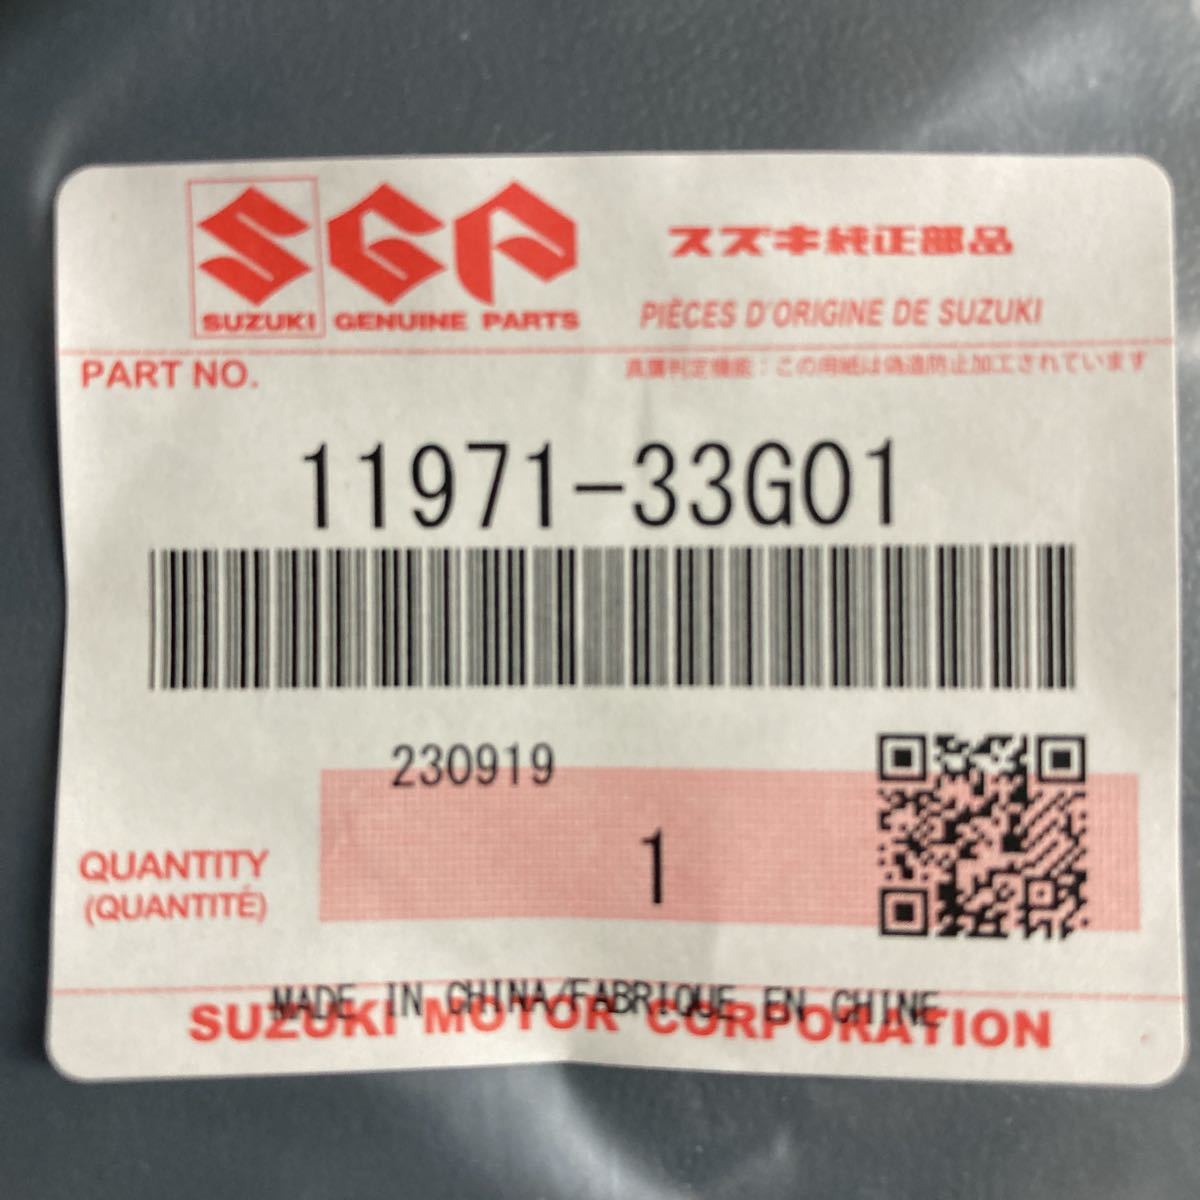 SGP
スズキ純正部品
SUZUKI GENUINE PARTS
PIÈCES D'ORIGINE DE SUZUKI
PART NO.
真贋判定機能：この用紙は偽造防止加工されています
11971-33G01
230919
QUANTITY
(QUANTITÉ)
1
MADE IN CHINA/FABRIQUE EN CHINE
SUZUKI MOTOR CORPORATION